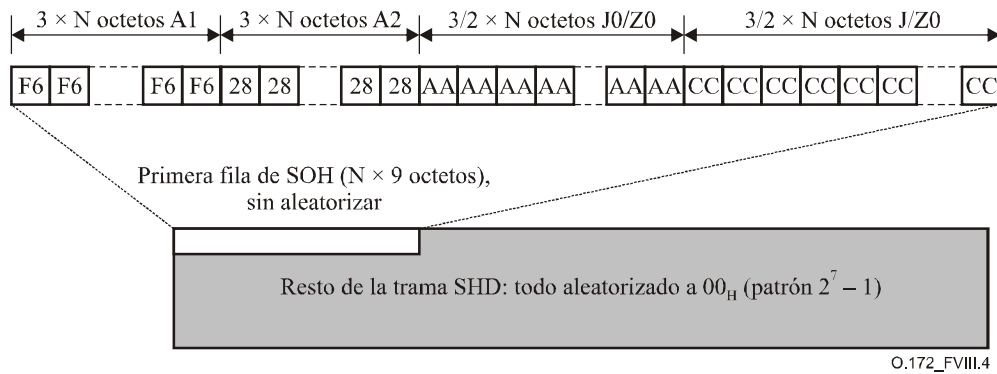 3 × N octetos A1 3 × N octetos A2 3/2 × N octetos J0/Z0 3/2 × N octetos J/Z0
F6 F6 F6 F6 28 28 28 28 AA AA AA AA AA AA CC CC CC CC CC CC CC
Primera fila de SOH (N × 9 octetos),
sin aleatorizar
Resto de la trama SHD: todo aleatorizado a 00H (patrón 2^7 – 1)
O.172_FVIII.4